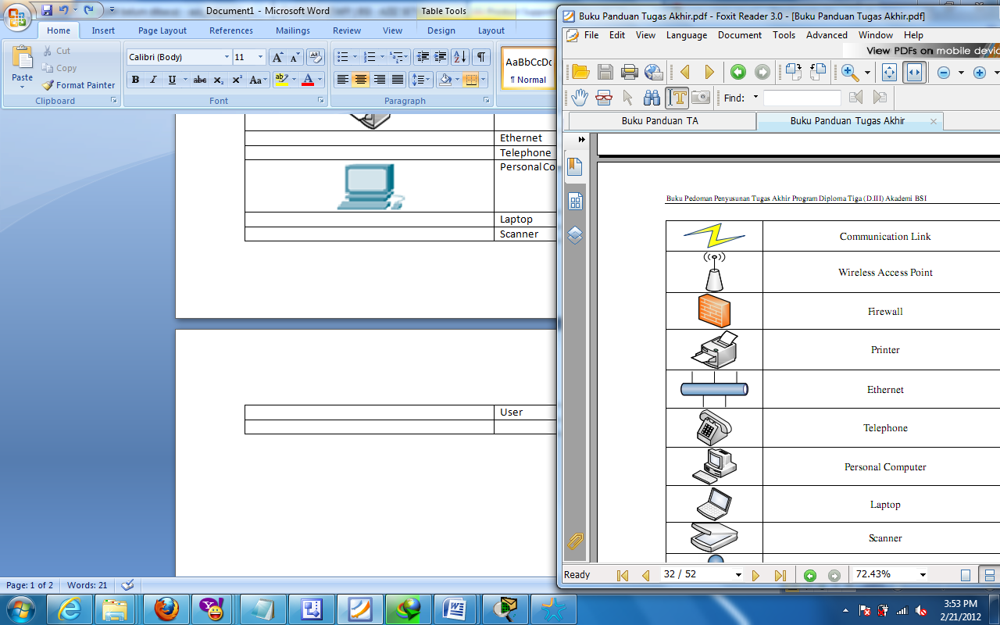 Document1 - Microsoft Word
Table Tools
Home Insert Page Layout References Mailings Review View Design Layout
Paste
Cut
Copy
Format Painter
Calibri (Body) 11
B I U abc x₂ x² Aa
ab A
AaBbCcDc
¶ Normal
Clipboard Font Paragraph
Ethernet
Telephone
Personal Co
Laptop
Scanner
User
Page: 1 of 2 Words: 21
Buku Panduan Tugas Akhir.pdf - Foxit Reader 3.0 - [Buku Panduan Tugas Akhir.pdf]
File Edit View Language Document Tools Advanced Window Help
View PDFs on mobile devic
Find:
Buku Panduan TA Buku Panduan Tugas Akhir
Buku Pedoman Penyusunan Tugas Akhir Program Diploma Tiga (D.III) Akademi BSI
Communication Link
Wireless Access Point
Firewall
Printer
Ethernet
Telephone
Personal Computer
Laptop
Scanner
Ready 32 / 52 72.43%
3:53 PM
2/21/2012